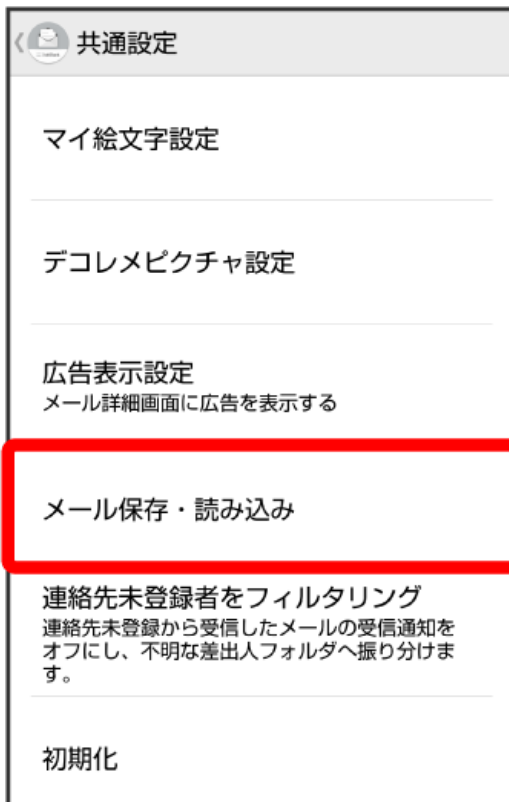 共通設定
マイ絵文字設定
デコレメピクチャ設定
広告表示設定
メール詳細画面に広告を表示する
メール保存・読み込み
連絡先未登録者をフィルタリング
連絡先未登録から受信したメールの受信通知を
オフにし、不明な差出人フォルダへ振り分けま
す。
初期化